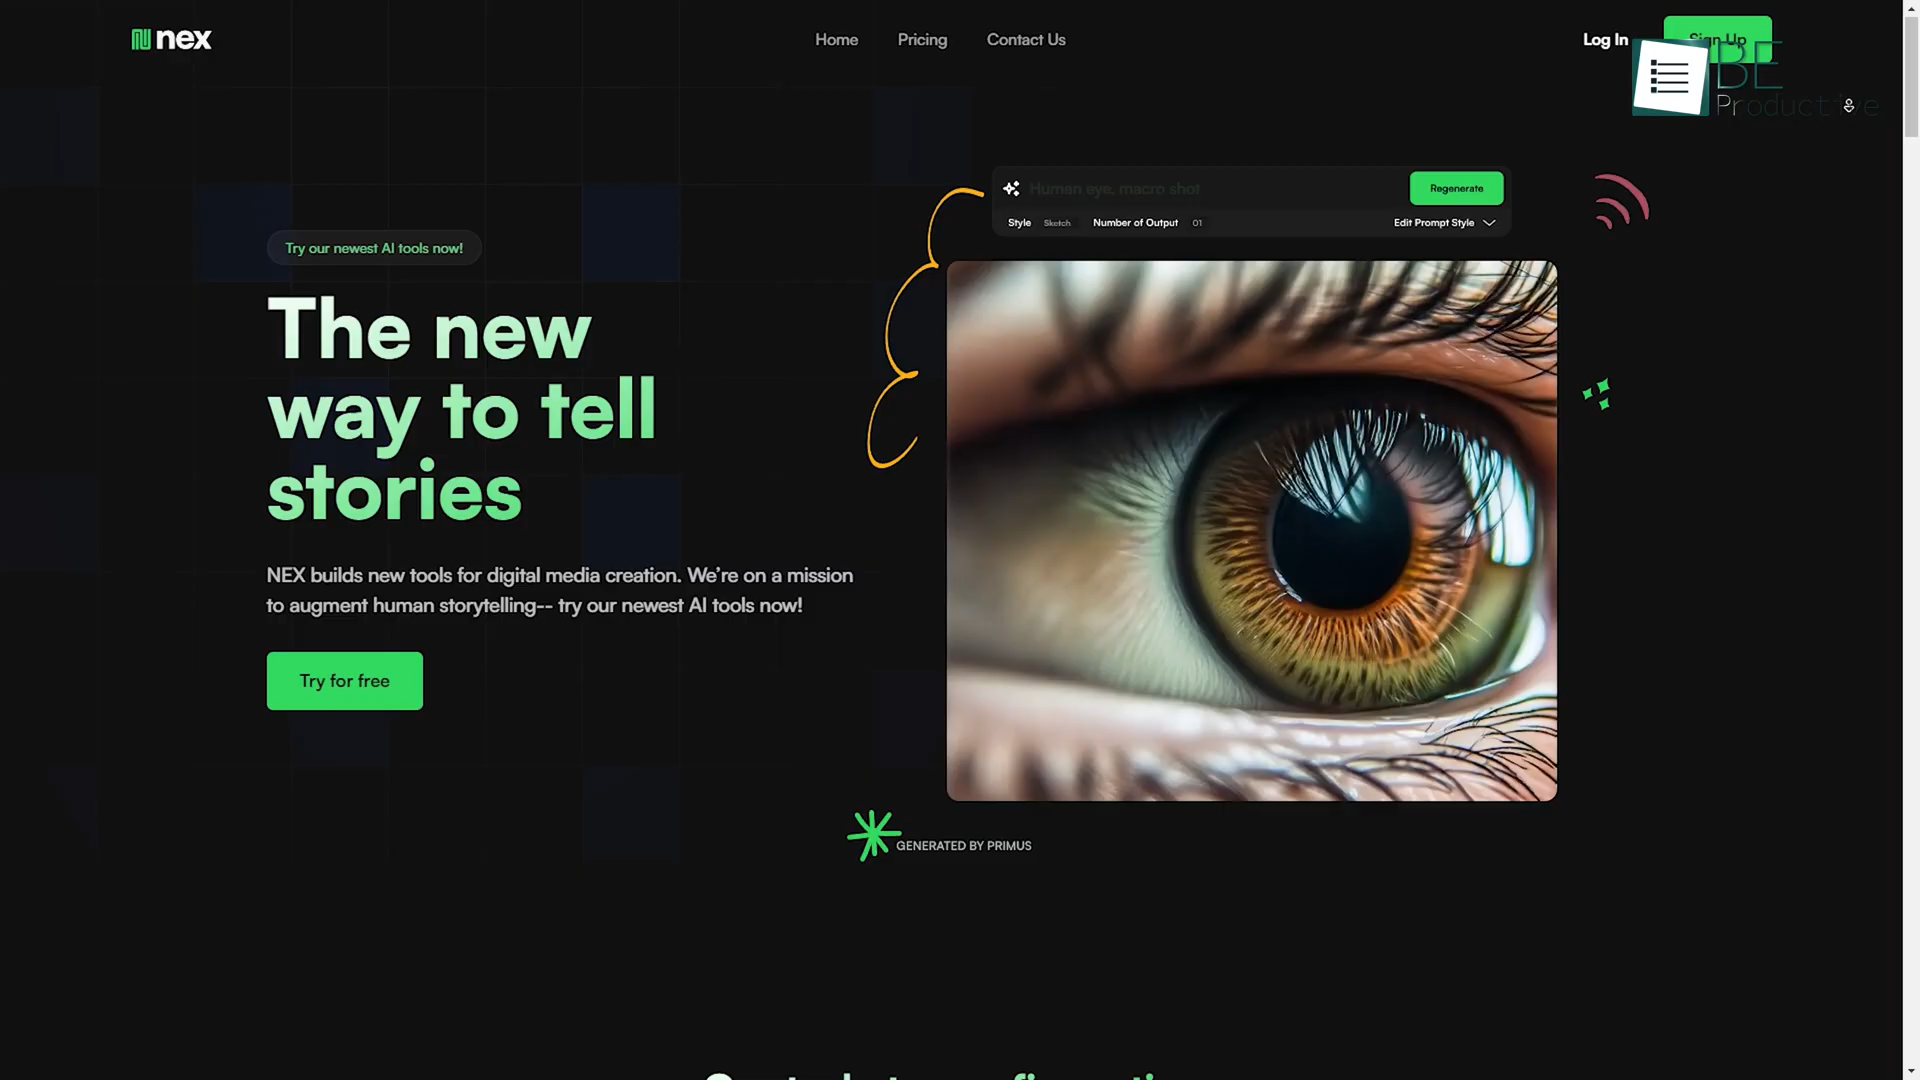 nex
Home
Pricing
Contact Us
Log In
Sign Up
BE
Productive
Human eye, macro shot
Regenerate
Style
Sketch
Number of Output
01
Edit Prompt Style
Try our newest AI tools now!
The new
way to tell
stories
NEX builds new tools for digital media creation. We’re on a mission
to augment human storytelling-- try our newest AI tools now!
Try for free
GENERATED BY PRIMUS